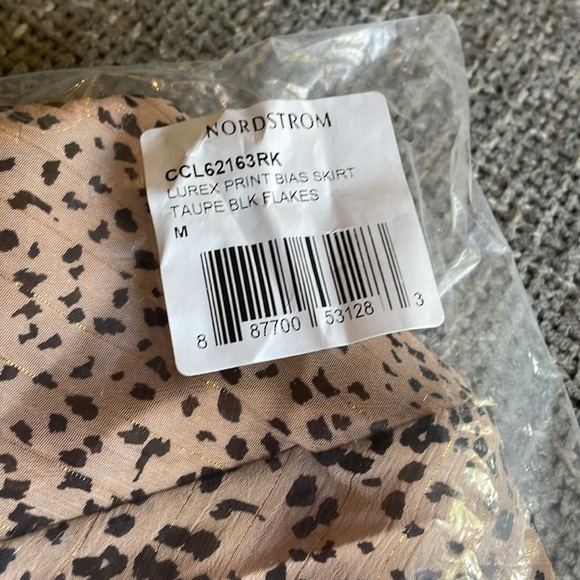 NORDSTROM
CCL62163RK
LUREX PRINT BIAS SKIRT
TAUPE BLK FLAKES
M
8 87700 53128 3